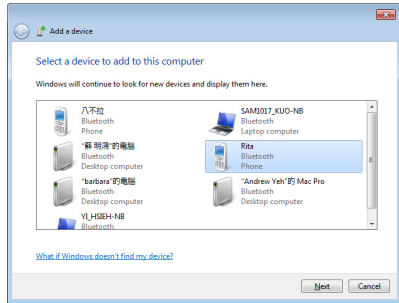 Add a device
Select a device to add to this computer
Windows will continue to look for new devices and display them here.
八不拉
Bluetooth
Phone
"蘇 明鴻"的電腦
Bluetooth
Desktop computer
"barbara"的電腦
Bluetooth
Desktop computer
YI_HSIEH-NB
Bluetooth
SAM1017_KUO-NB
Bluetooth
Laptop computer
Rita
Bluetooth
Phone
"Andrew Yeh"的 Mac Pro
Bluetooth
Desktop computer
What if Windows doesn't find my device?
Next
Cancel